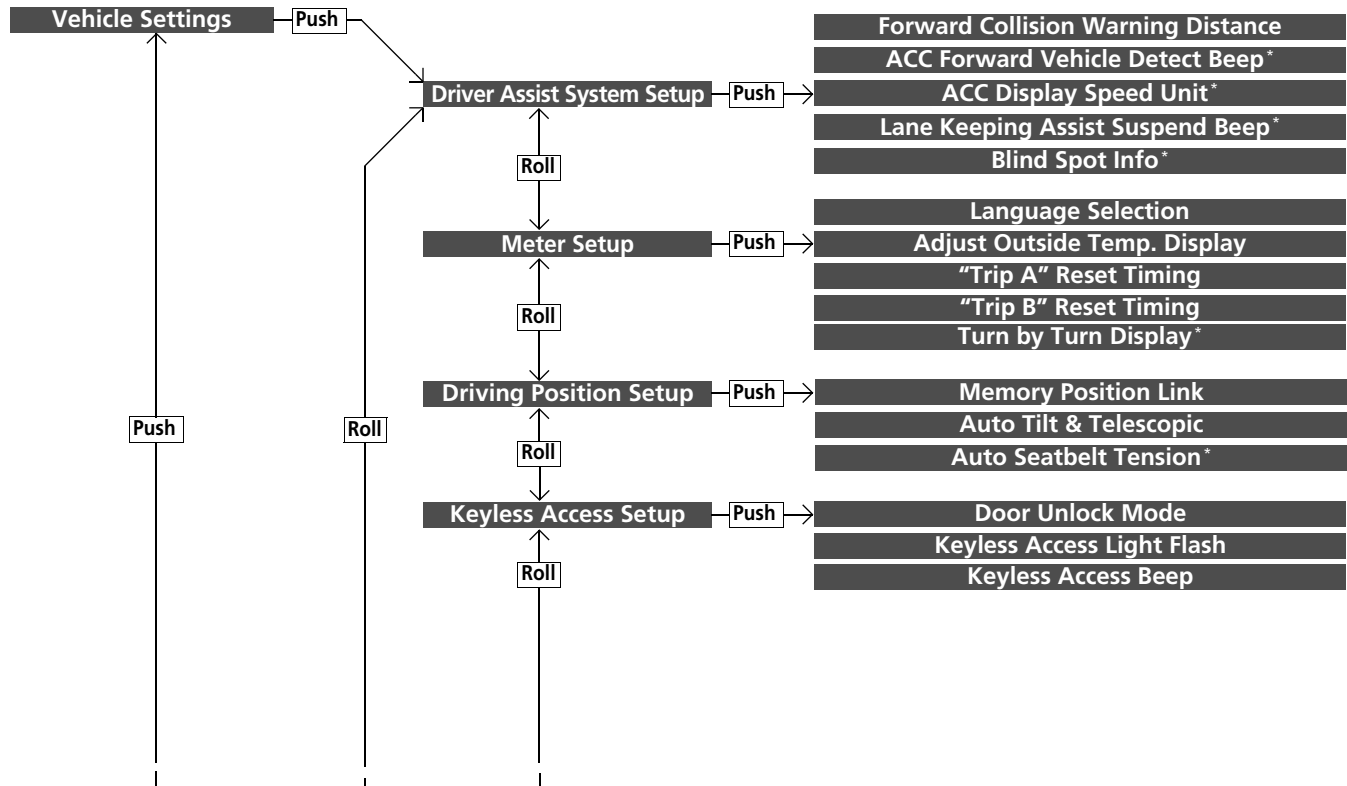 Vehicle Settings
Push
Forward Collision Warning Distance
ACC Forward Vehicle Detect Beep*
Driver Assist System Setup
Push
ACC Display Speed Unit*
Lane Keeping Assist Suspend Beep*
Blind Spot Info*
Roll
Language Selection
Meter Setup
Push
Adjust Outside Temp. Display
“Trip A” Reset Timing
“Trip B” Reset Timing
Turn by Turn Display*
Roll
Driving Position Setup
Push
Memory Position Link
Auto Tilt & Telescopic
Auto Seatbelt Tension*
Push
Roll
Roll
Keyless Access Setup
Push
Door Unlock Mode
Keyless Access Light Flash
Keyless Access Beep
Roll